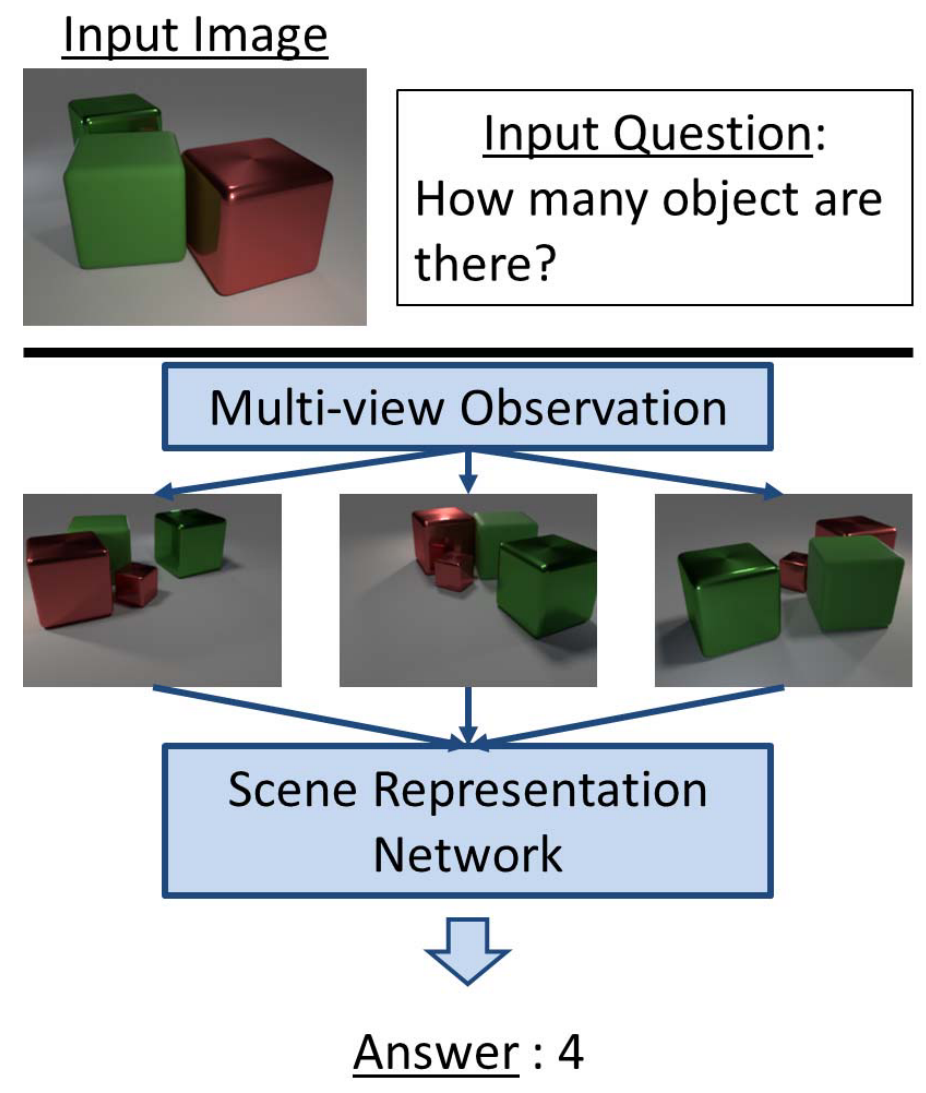 Input Image
Input Question:
How many object are
there?
Multi-view Observation
Scene Representation
Network
Answer : 4